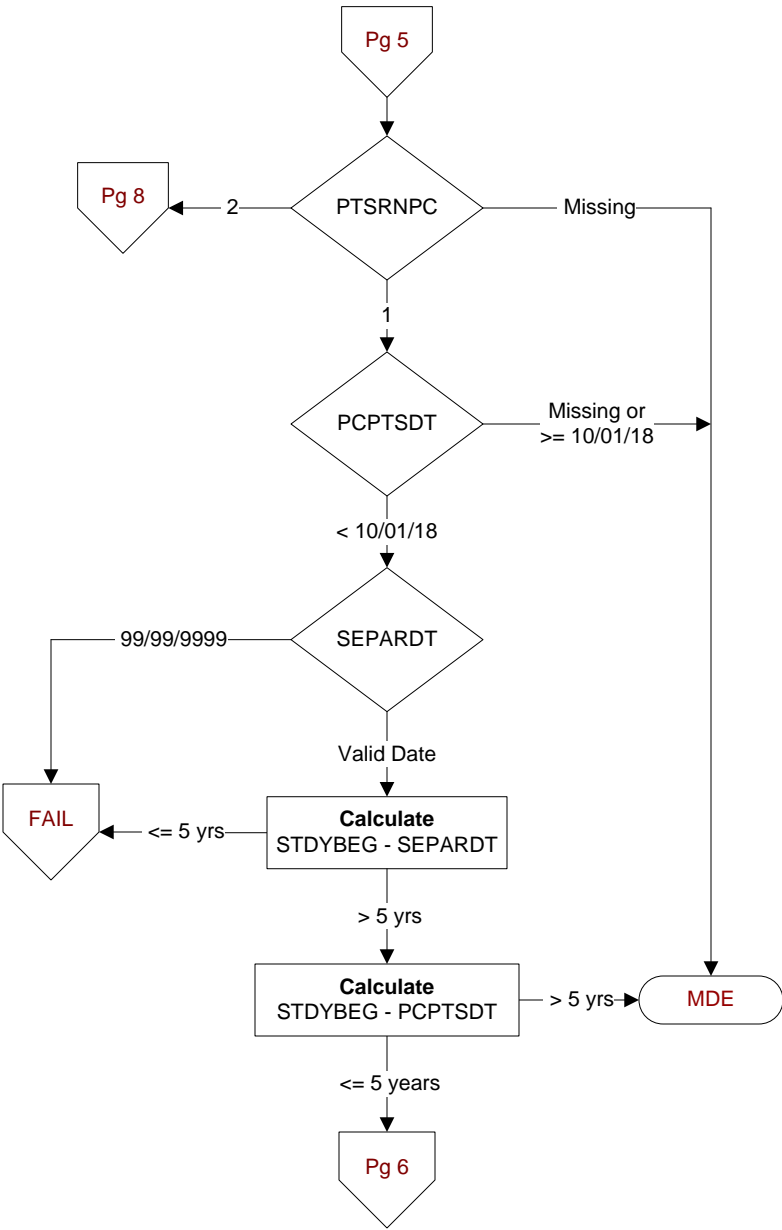 Pg 5
Pg 8
2
PTSRNPC
Missing
1
PCPTSDT
Missing or
>= 10/01/18
< 10/01/18
99/99/9999
SEPARDT
Valid Date
FAIL
<= 5 yrs
Calculate
STDYBEG - SEPARDT
> 5 yrs
Calculate
STDYBEG - PCPTSDT
> 5 yrs
MDE
<= 5 years
Pg 6